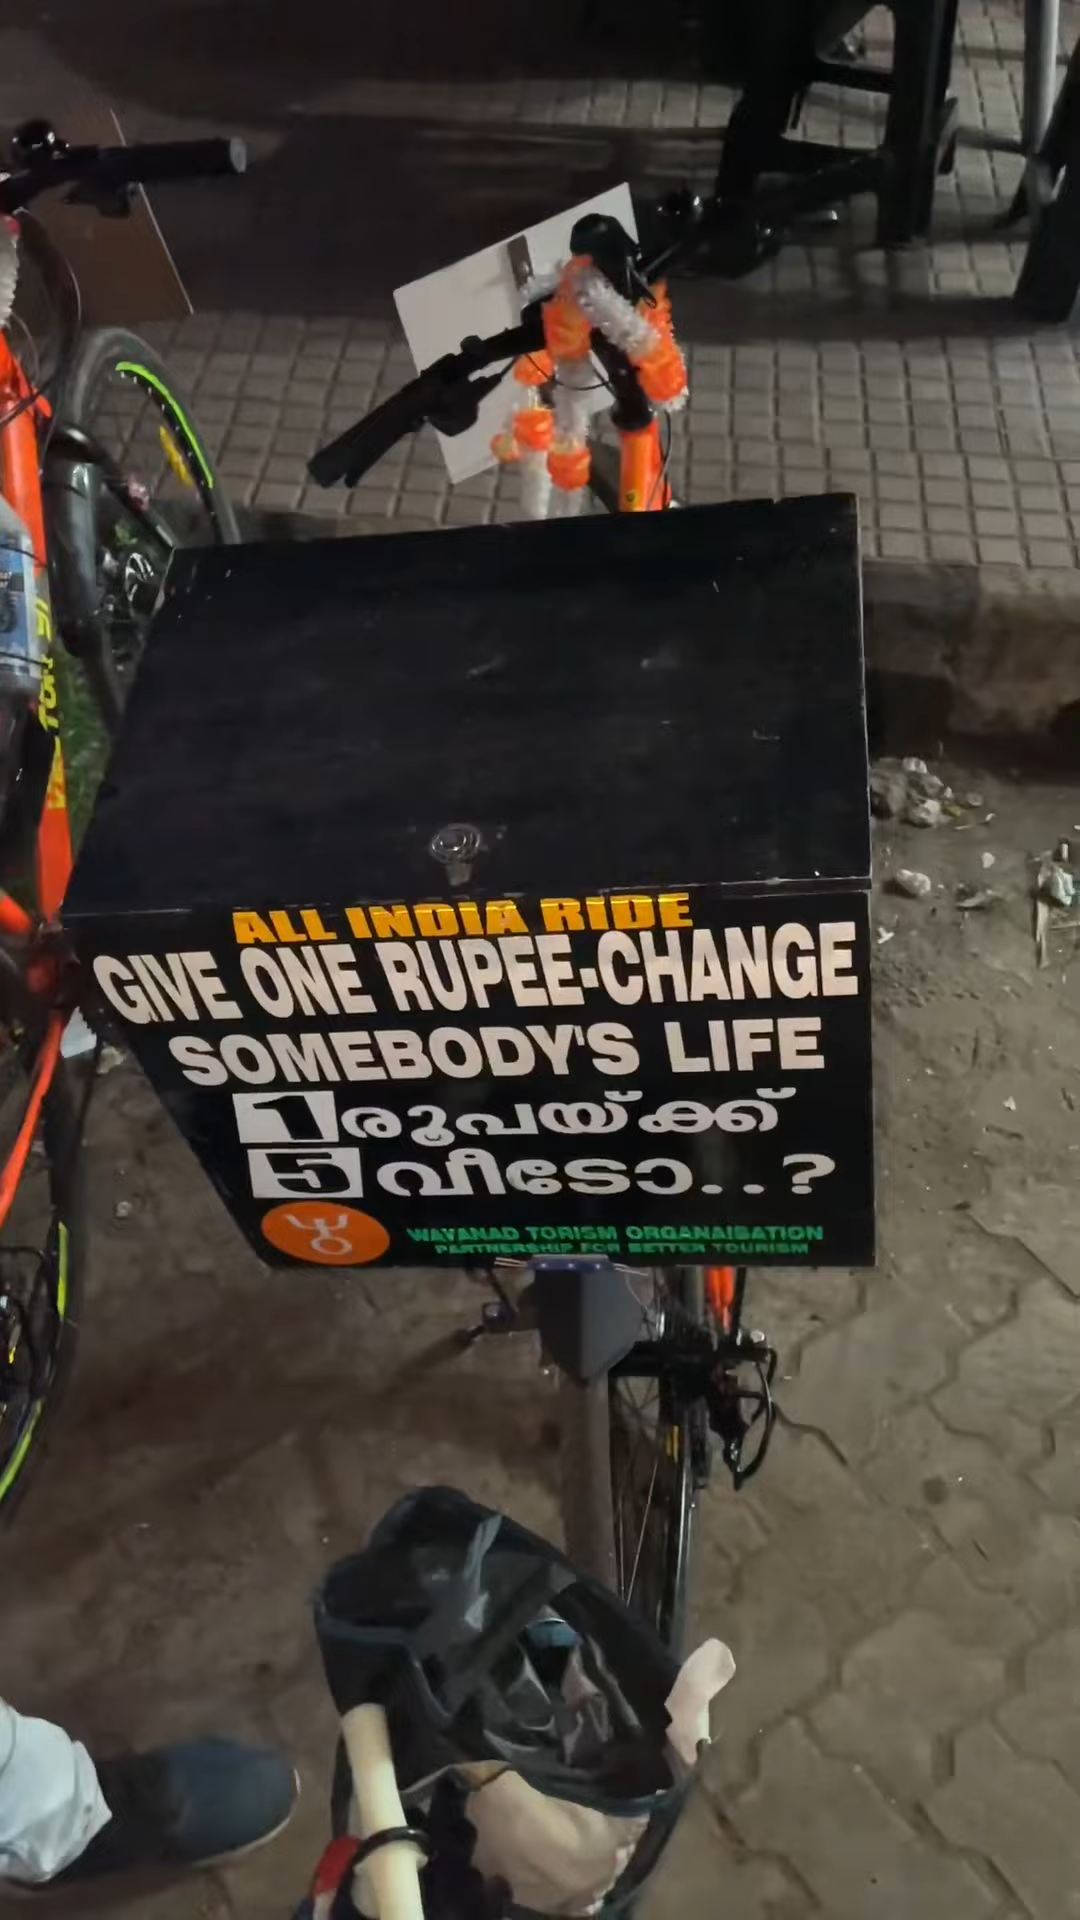 ALL INDIA RIDE
GIVE ONE RUPEE-CHANGE
SOMEBODY'S LIFE
1 രൂപയ്ക്ക്
5 വീടോ..?
WAYANAD TORISM ORGANAISATION
PARTNERSHIP FOR BETTER TOURISM